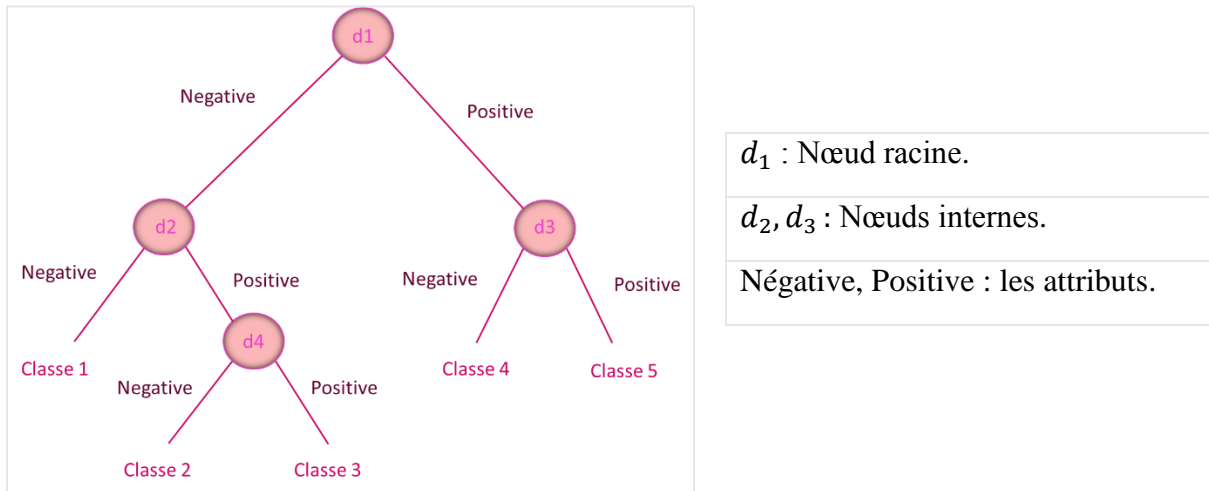 d1
Negative
Positive
d2
d3
Negative
Positive
Negative
Positive
d4
Classe 1
Classe 4
Classe 5
Negative
Positive
Classe 2
Classe 3
d₁ : Nœud racine.
d₂, d₃ : Nœuds internes.
Négative, Positive : les attributs.